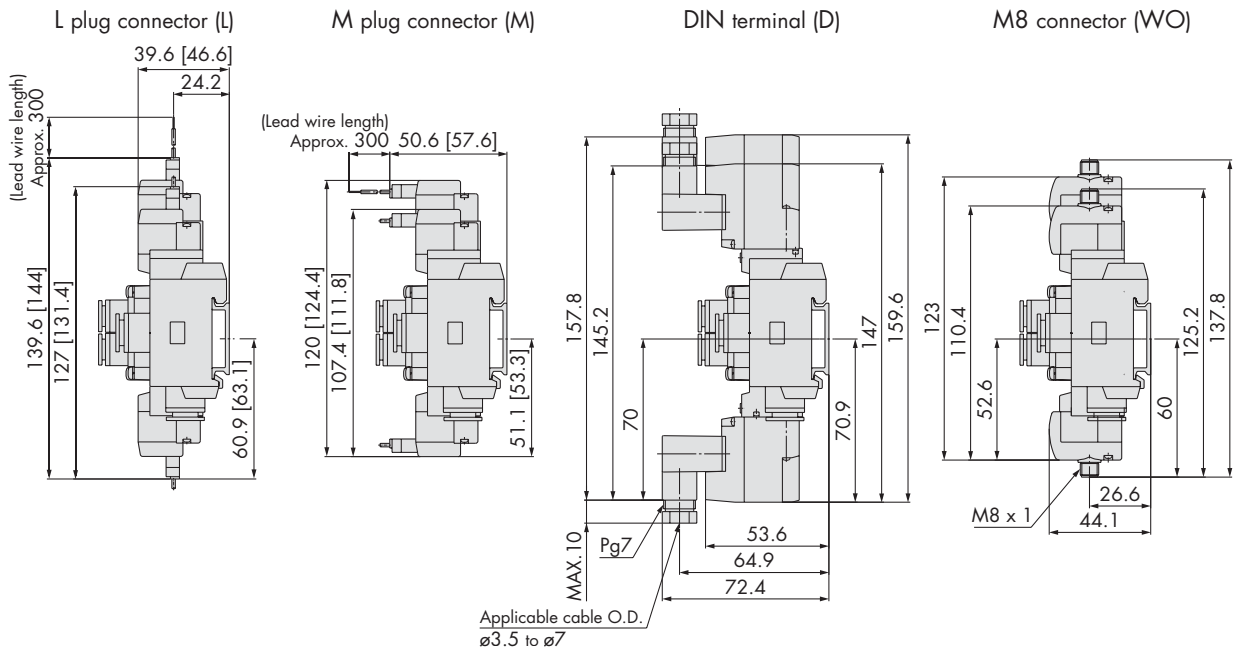 L plug connector (L)
39.6 [46.6]
24.2
(Lead wire length)
Approx. 300
139.6 [144]
127 [131.4]
60.9 [63.1]
M plug connector (M)
(Lead wire length)
Approx. 300
50.6 [57.6]
120 [124.4]
107.4 [111.8]
51.1 [53.3]
DIN terminal (D)
157.8
145.2
70
147
159.6
70.9
MAX.10
Pg7
53.6
64.9
72.4
Applicable cable O.D.
ø3.5 to ø7
M8 connector (WO)
123
110.4
52.6
125.2
137.8
60
M8 x 1
26.6
44.1